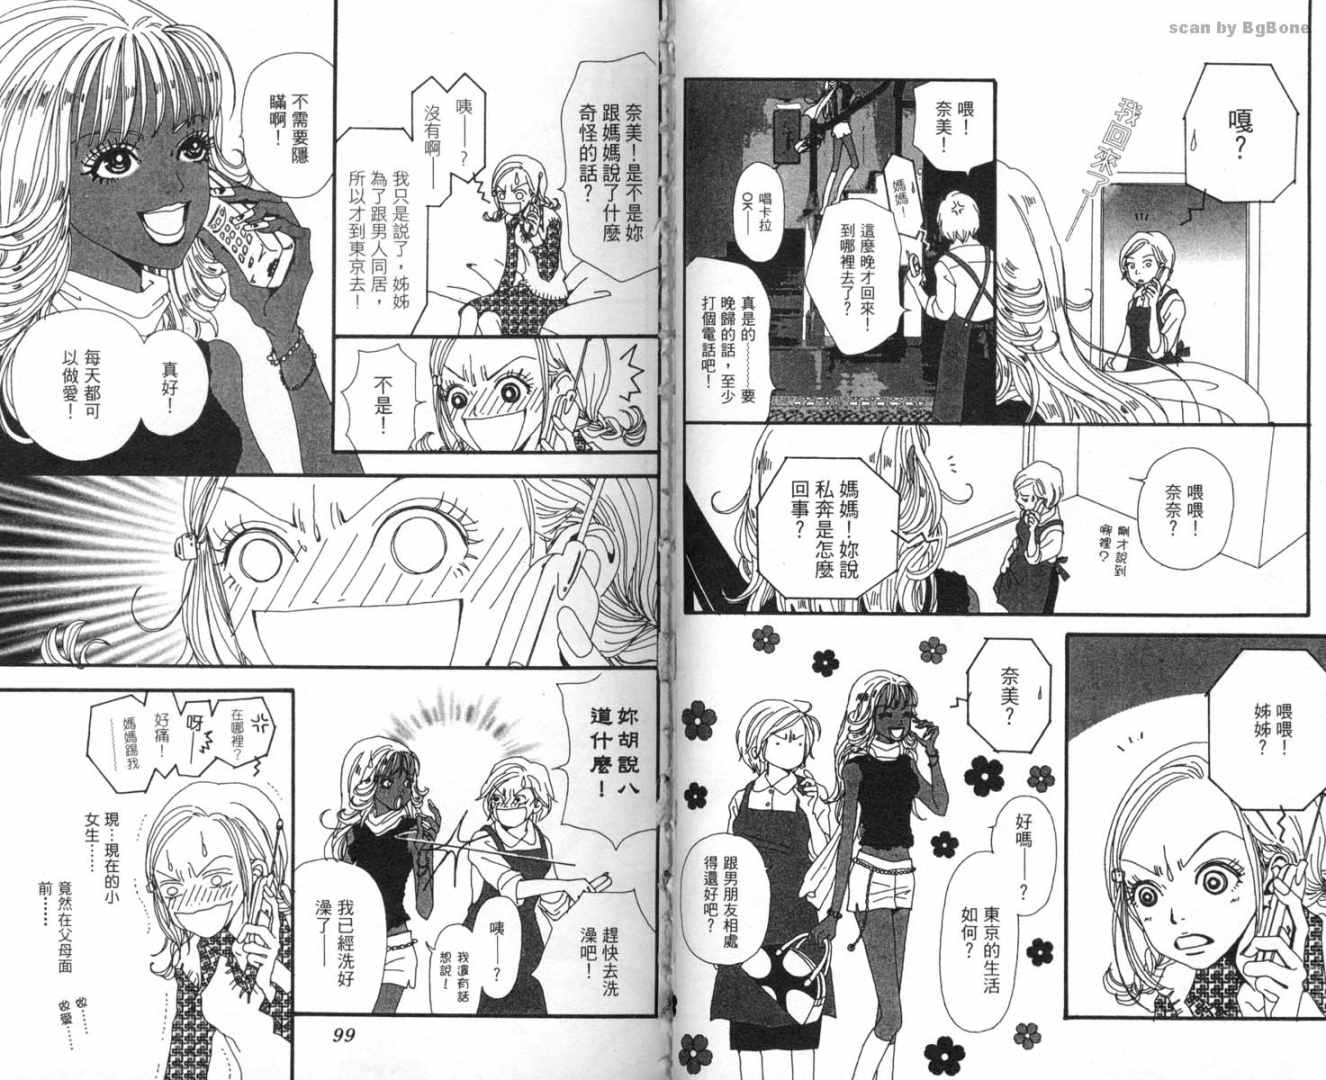 scan by BgBone
嘎?
我回來了
喂!
奈美!
媽媽!
這麼晚才回來!
到哪裡去了?
唱卡拉
OK—
真是的………要
晚歸的話，至少
打個電話吧!
喂喂!
奈奈?
剛才說到
哪裡?
媽媽!妳說
私奔是怎麼
回事?
喂喂!
姊姊?
奈美?
好嗎—?
東京的生活
如何?
跟男朋友相處
得還好吧?
奈美!是不是妳
跟媽媽說了什麼
奇怪的話?
咦—?
沒有啊—
我只是說了，姊姊
為了跟男人同居，
所以才到東京去!
不需要隱
瞞啊!
真好!
每天都可
以做愛!
不是!
妳胡說八
道什麼!
趕快去洗
澡吧!
咦—?
我還有話
想說!
我已經洗好
澡了—
在哪裡?
呀—
好痛!
媽媽踢我
現…現在的小
女生……
竟然在父母面
前……
99